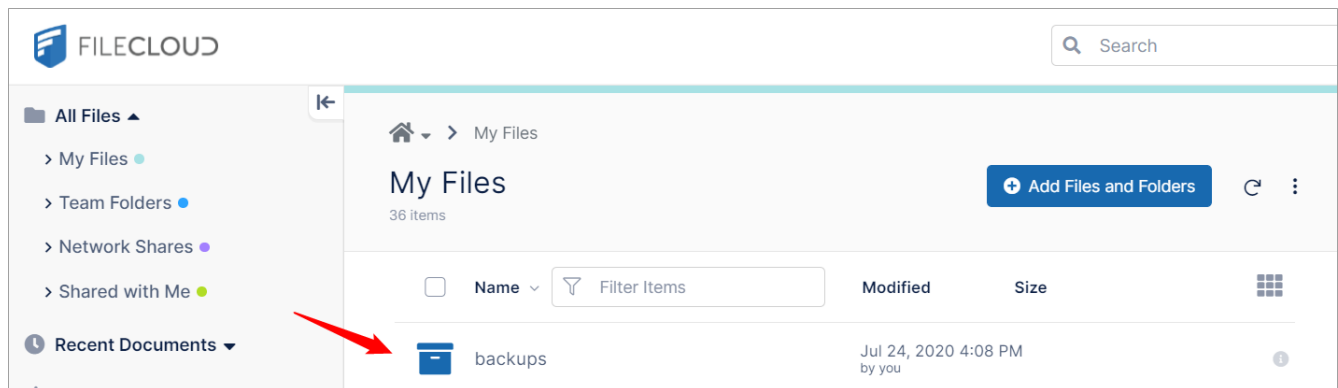 FILECLOUD
Search
All Files
My Files
Team Folders
Network Shares
Shared with Me
Recent Documents
My Files
My Files
36 items
Add Files and Folders
Name
Filter Items
Modified
Size
backups
Jul 24, 2020 4:08 PM
by you